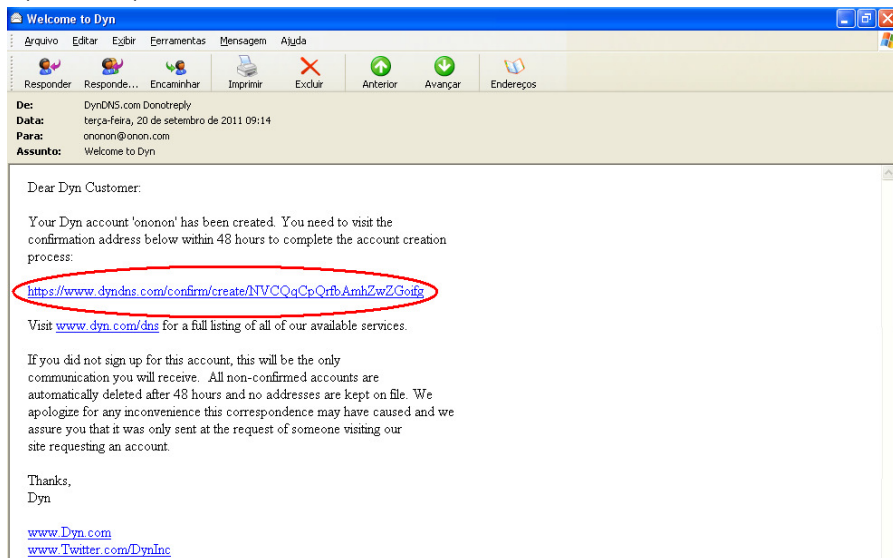 Welcome to Dyn
Arquivo Editar Exibir Ferramentas Mensagem Ajuda
Responder Responde... Encaminhar Imprimir Excluir Anterior Avançar Endereços
De: DynDNS.com Donotreply
Data: terça-feira, 20 de setembro de 2011 09:14
Para: ononon@onon.com
Assunto: Welcome to Dyn
Dear Dyn Customer:
Your Dyn account 'ononon' has been created. You need to visit the
confirmation address below within 48 hours to complete the account creation
process:
https://www.dyndns.com/confirm/create/NVCQqCpQrfbAmhZwZGoifg
Visit www.dyn.com/dns for a full listing of all of our available services.
If you did not sign up for this account, this will be the only
communication you will receive. All non-confirmed accounts are
automatically deleted after 48 hours and no addresses are kept on file. We
apologize for any inconvenience this correspondence may have caused and we
assure you that it was only sent at the request of someone visiting our
site requesting an account.
Thanks,
Dyn
www.Dyn.com
www.Twitter.com/DynInc